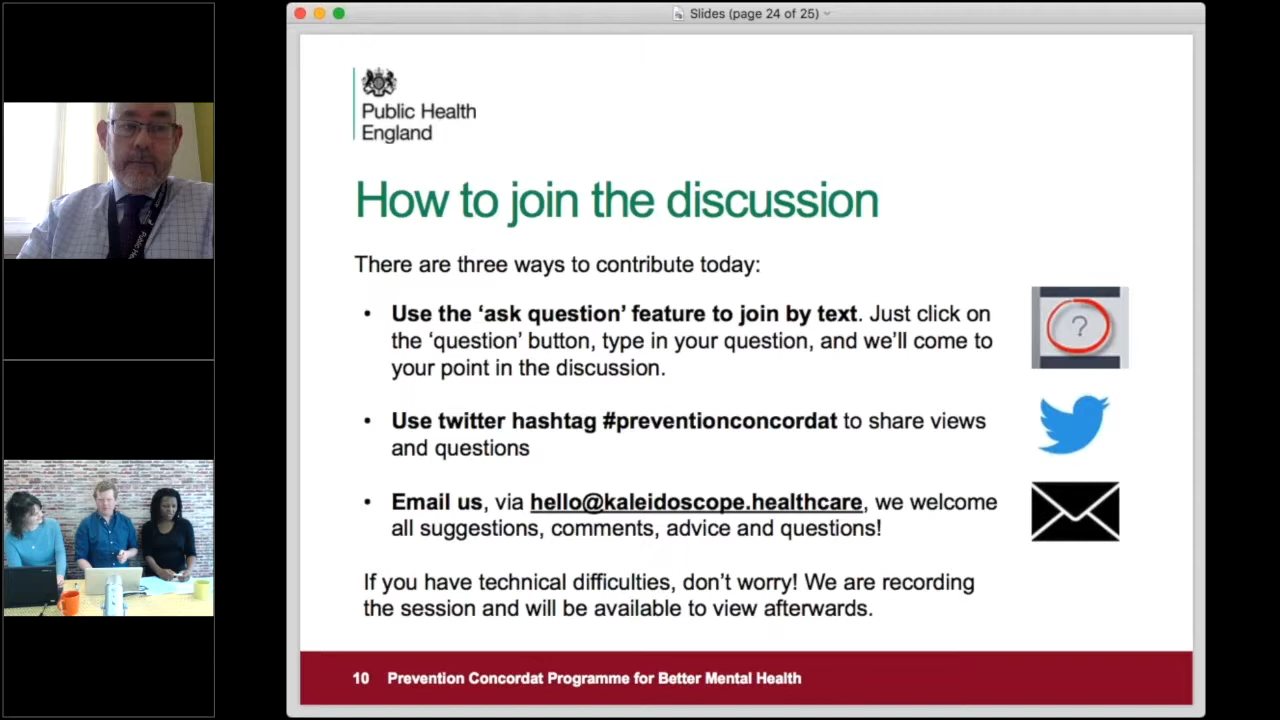 Slides (page 24 of 25)
Public Health
England
How to join the discussion
There are three ways to contribute today:
• Use the ‘ask question’ feature to join by text. Just click on
the ‘question’ button, type in your question, and we’ll come to
your point in the discussion.
?
• Use twitter hashtag #preventionconcordat to share views
and questions
• Email us, via hello@kaleidoscope.healthcare, we welcome
all suggestions, comments, advice and questions!
If you have technical difficulties, don’t worry! We are recording
the session and will be available to view afterwards.
10 Prevention Concordat Programme for Better Mental Health